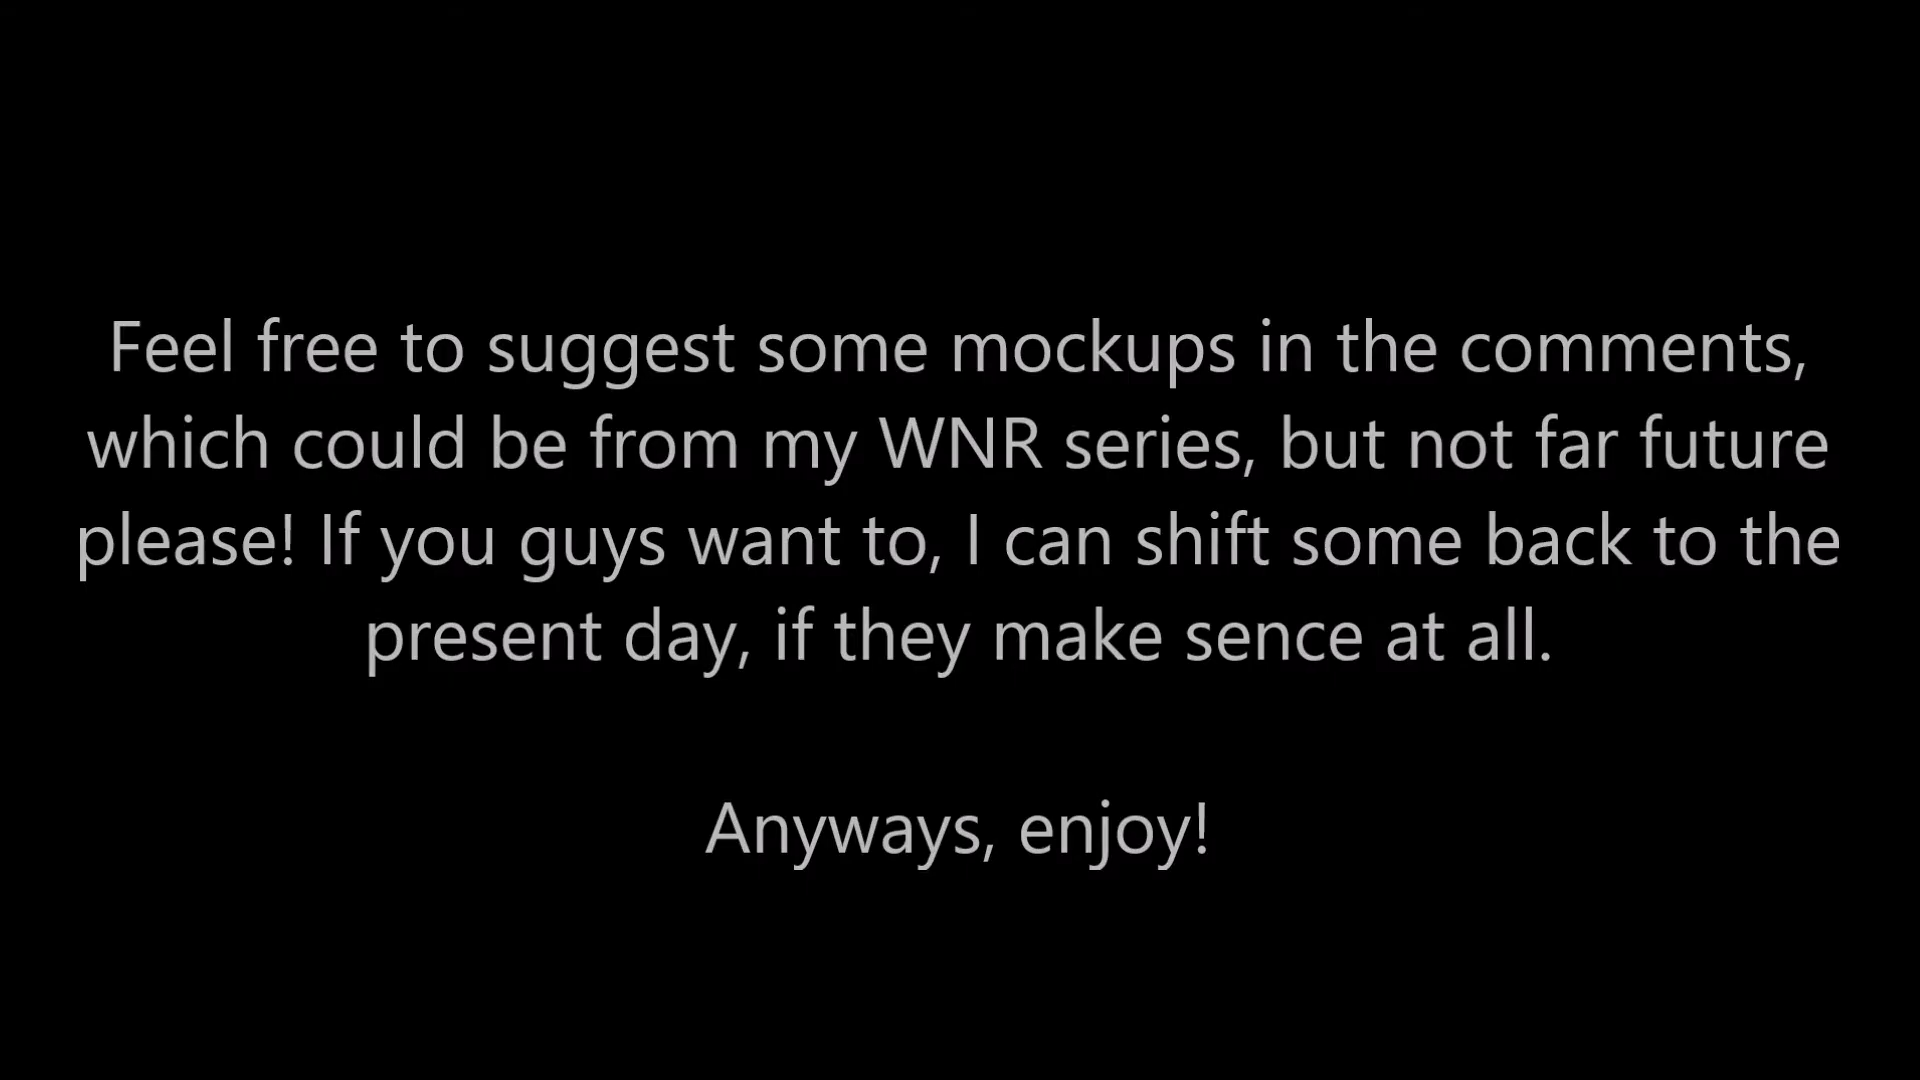 Feel free to suggest some mockups in the comments,
which could be from my WNR series, but not far future
please! If you guys want to, I can shift some back to the
present day, if they make sence at all.
Anyways, enjoy!